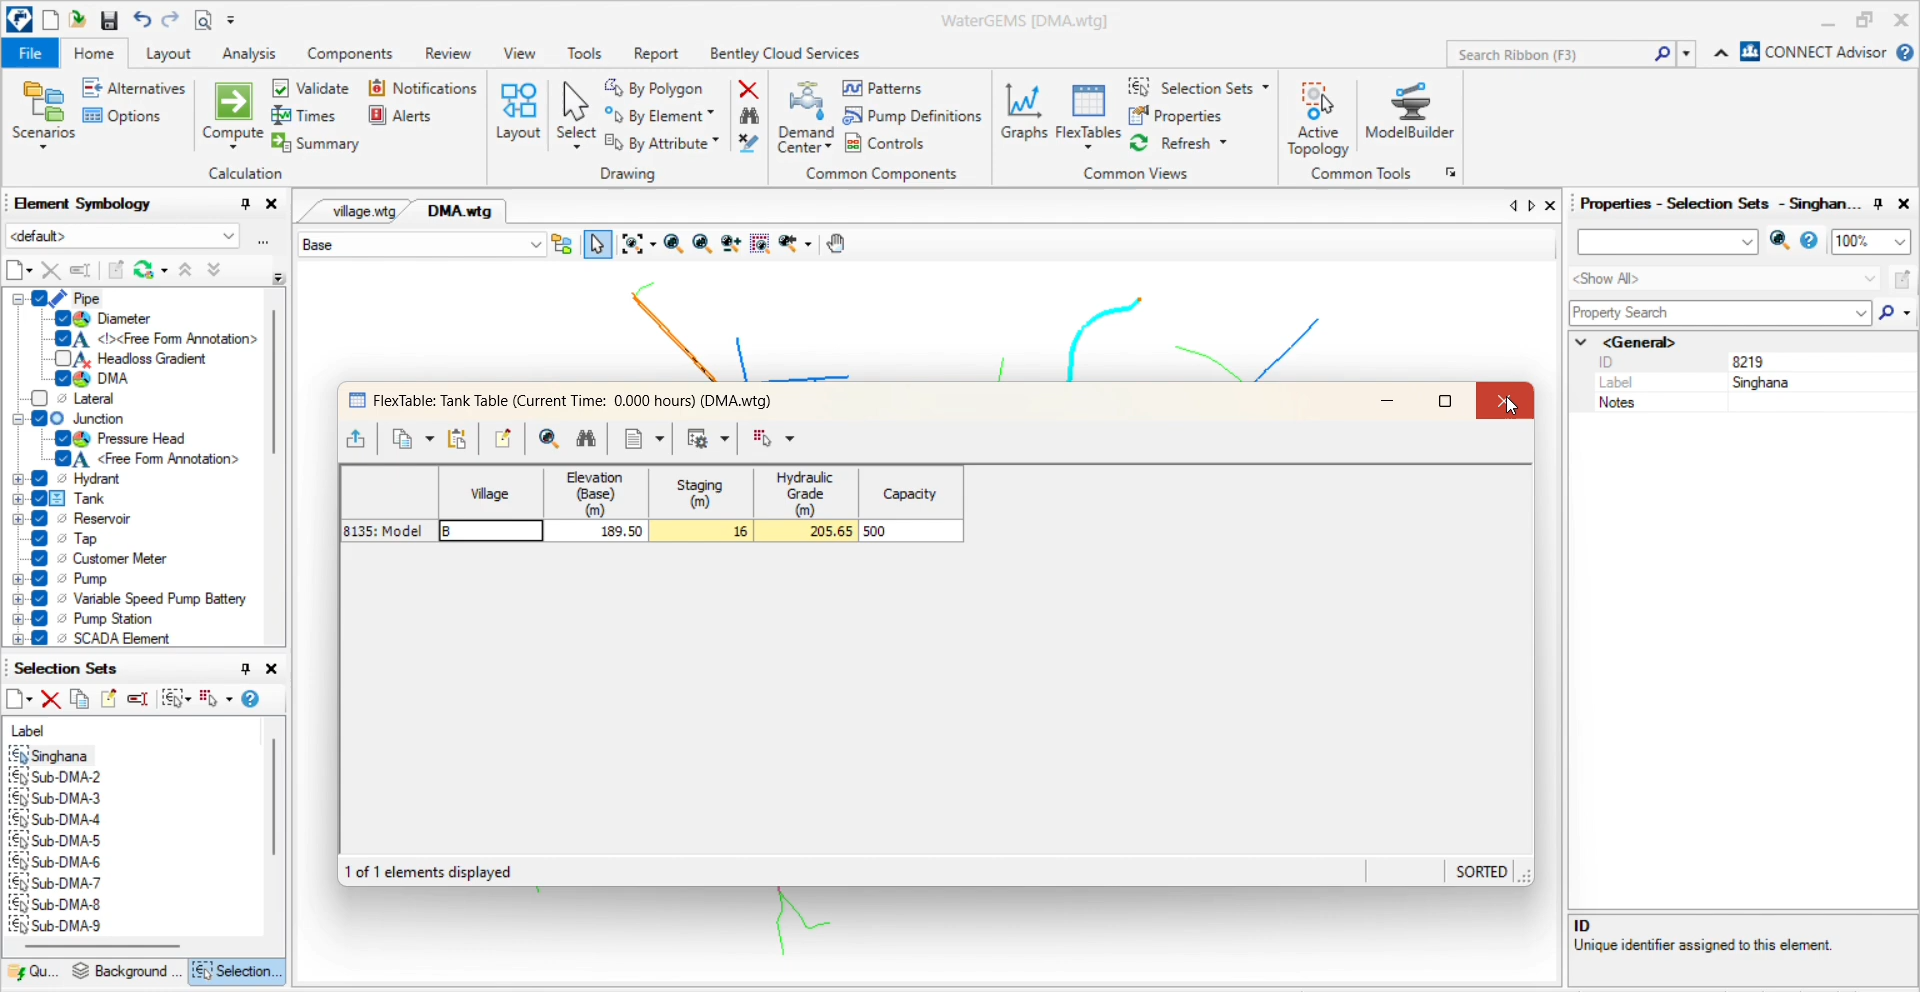 WaterGEMS [DMA.wtg]
File Home Layout Analysis Components Review View Tools Report Bentley Cloud Services
Search Ribbon (F3)
CONNECT Advisor
Scenarios
Alternatives
Options
Compute
Validate
Times
Summary
Notifications
Alerts
Calculation
Layout
Select
By Polygon
By Element
By Attribute
Drawing
Demand Center
Patterns
Pump Definitions
Controls
Common Components
Graphs
FlexTables
Selection Sets
Properties
Refresh
Common Views
Active Topology
ModelBuilder
Common Tools
Element Symbology
<default>
...
Pipe
Diameter
<!><Free Form Annotation>
Headloss Gradient
DMA
Lateral
Junction
Pressure Head
<Free Form Annotation>
Hydrant
Tank
Reservoir
Tap
Customer Meter
Pump
Variable Speed Pump Battery
Pump Station
SCADA Element
Selection Sets
Label
Singhana
Sub-DMA-2
Sub-DMA-3
Sub-DMA-4
Sub-DMA-5
Sub-DMA-6
Sub-DMA-7
Sub-DMA-8
Sub-DMA-9
Qu... Background ... Selection...
village.wtg DMA.wtg
Base
FlexTable: Tank Table (Current Time: 0.000 hours) (DMA.wtg)
Village Elevation (Base) (m) Staging (m) Hydraulic Grade (m) Capacity
8135: Model B 189.50 16 205.65 500
1 of 1 elements displayed SORTED
Properties - Selection Sets - Singhan...
100%
<Show All>
Property Search
<General>
ID 8219
Label Singhana
Notes
ID
Unique identifier assigned to this element.